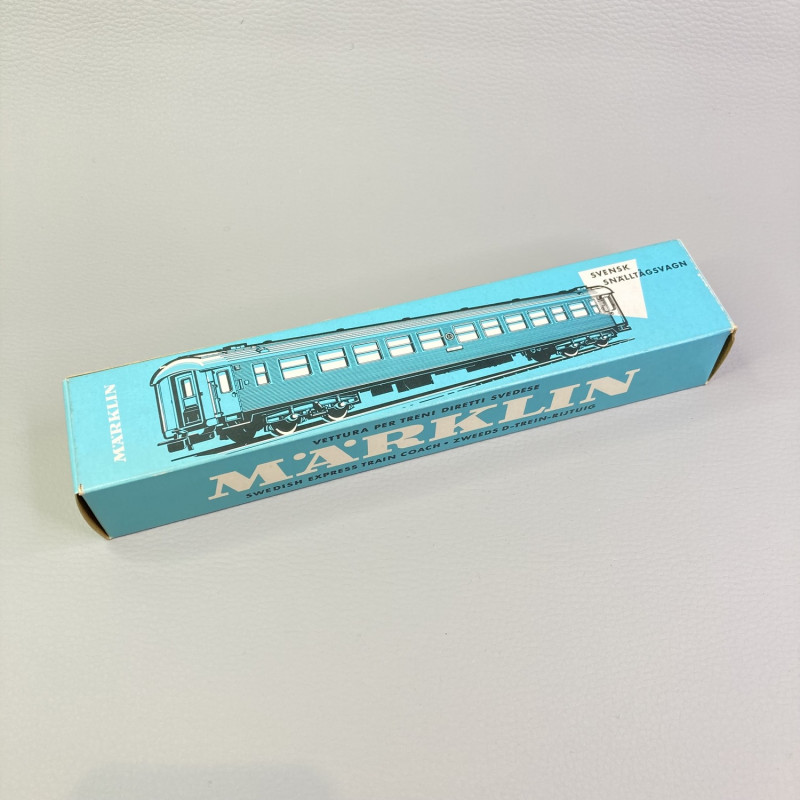 SVENSK
SNÄLLTÅGSVAGN
MÄRKLIN
VETTURA PER TRENI DIRETTI SVEDESE
MÄRKLIN
SWEDISH EXPRESS TRAIN COACH • ZWEEDS D-TREIN-RIJTUIG